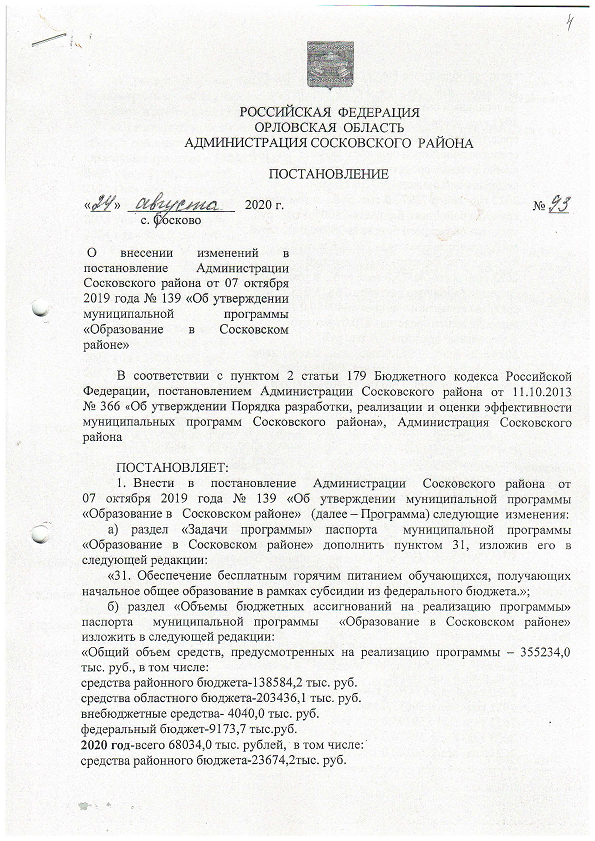 4
РОССИЙСКАЯ ФЕДЕРАЦИЯ
ОРЛОВСКАЯ ОБЛАСТЬ
АДМИНИСТРАЦИЯ СОСКОВСКОГО РАЙОНА
ПОСТАНОВЛЕНИЕ
«24» августа 2020 г. № 93
с. Сосково
О внесении изменений в
постановление Администрации
Сосковского района от 07 октября
2019 года № 139 «Об утверждении
муниципальной программы
«Образование в Сосковском
районе»
В соответствии с пунктом 2 статьи 179 Бюджетного кодекса Российской
Федерации, постановлением Администрации Сосковского района от 11.10.2013
№ 366 «Об утверждении Порядка разработки, реализации и оценки эффективности
муниципальных программ Сосковского района», Администрация Сосковского
района
ПОСТАНОВЛЯЕТ:
1. Внести в постановление Администрации Сосковского района от
07 октября 2019 года № 139 «Об утверждении муниципальной программы
«Образование в Сосковском районе» (далее – Программа) следующие изменения:
а) раздел «Задачи программы» паспорта муниципальной программы
«Образование в Сосковском районе» дополнить пунктом 31, изложив его в
следующей редакции:
«31. Обеспечение бесплатным горячим питанием обучающихся, получающих
начальное общее образование в рамках субсидии из федерального бюджета.»;
б) раздел «Объемы бюджетных ассигнований на реализацию программы»
паспорта муниципальной программы «Образование в Сосковском районе»
изложить в следующей редакции:
«Общий объем средств, предусмотренных на реализацию программы – 355234,0
тыс. руб., в том числе:
средства районного бюджета-138584,2 тыс. руб.
средства областного бюджета-203436,1 тыс. руб.
внебюджетные средства- 4040,0 тыс. руб.
федеральный бюджет-9173,7 тыс.руб.
2020 год-всего 68034,0 тыс. рублей, в том числе:
средства районного бюджета-23674,2тыс. руб.